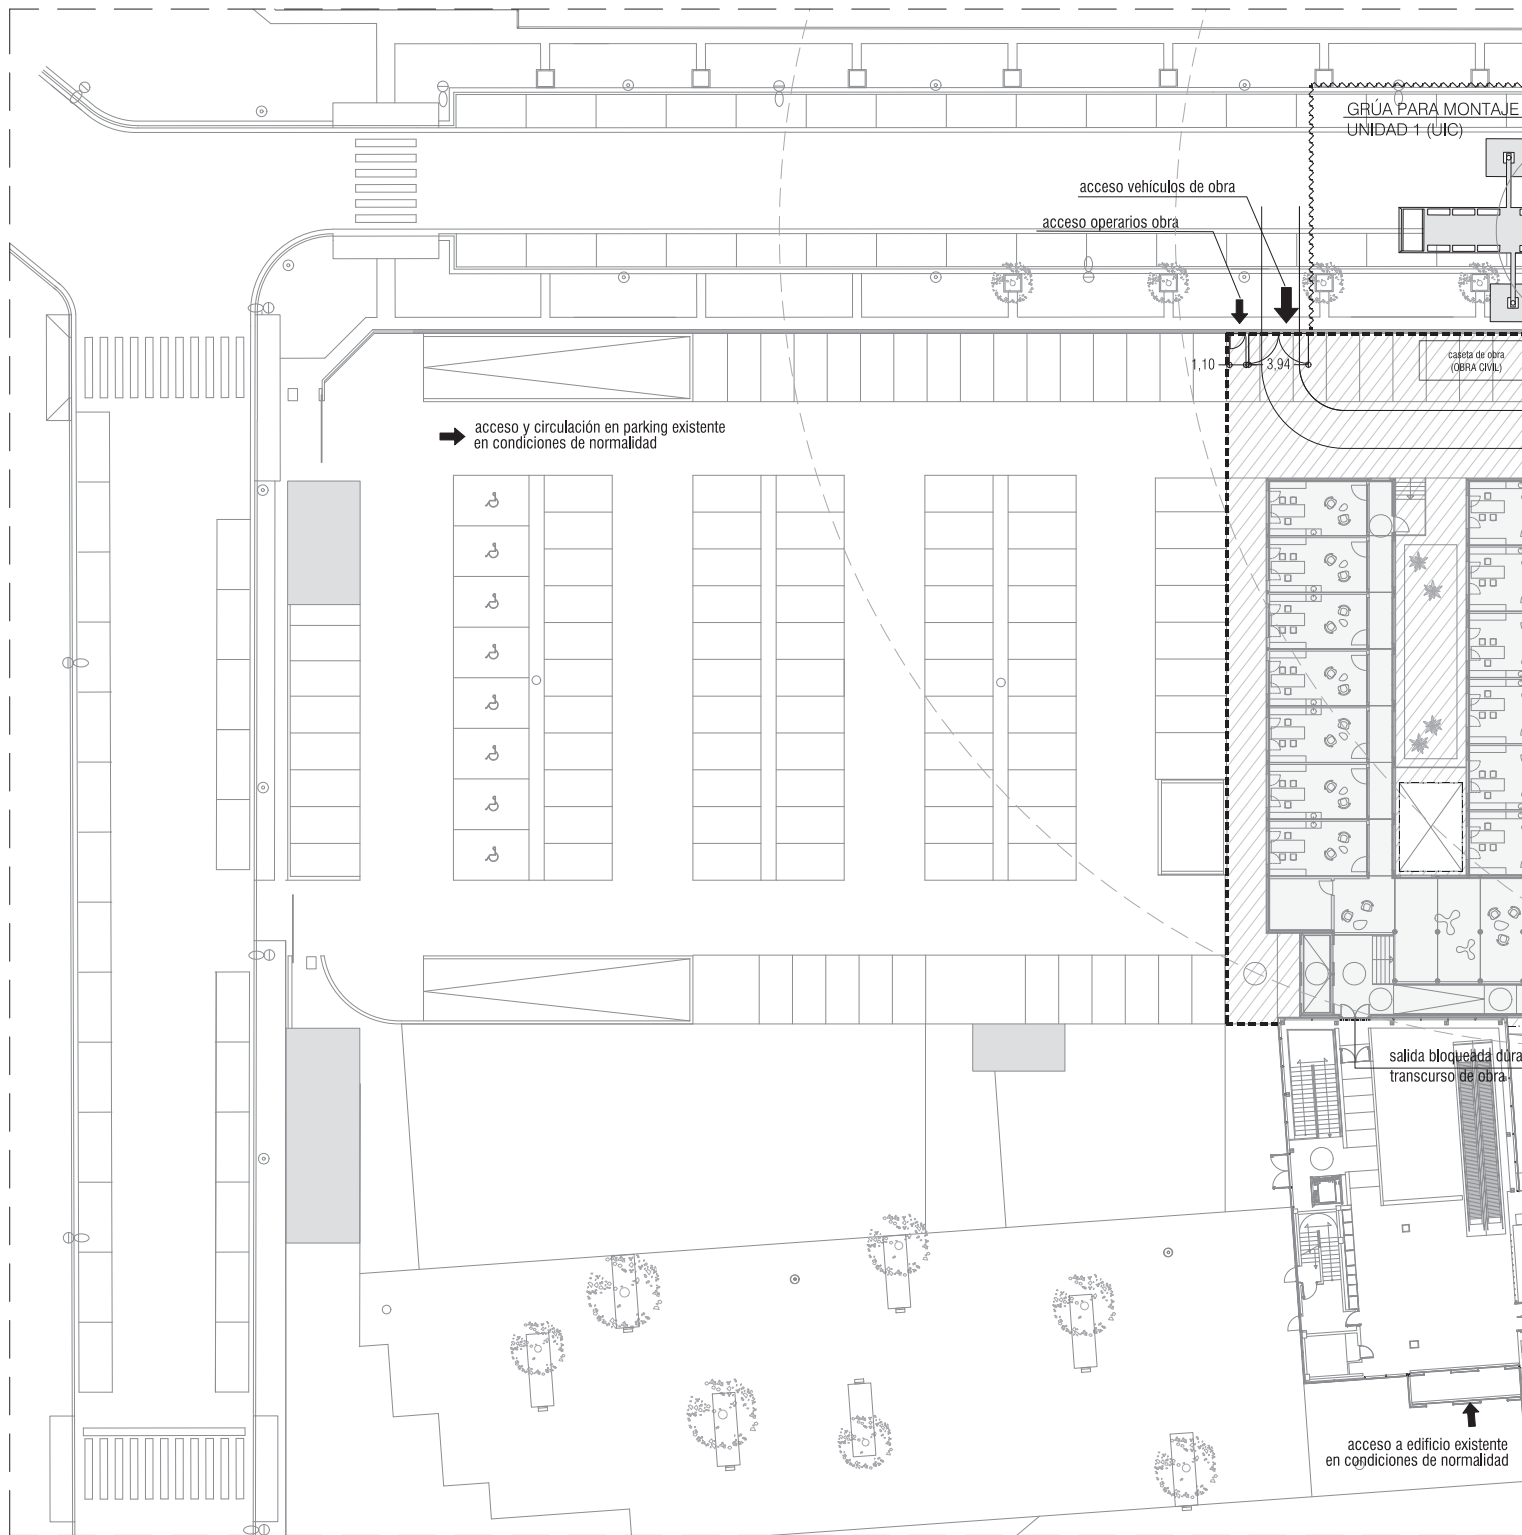 GRÚA PARA MONTAJE
UNIDAD 1 (UIC)
acceso vehículos de obra
acceso operarios obra
1,10
3,94
caseta de obra
(OBRA CIVIL)
acceso y circulación en parking existente
en condiciones de normalidad
salida bloqueada dura
transcurso de obra
acceso a edificio existente
en condiciones de normalidad